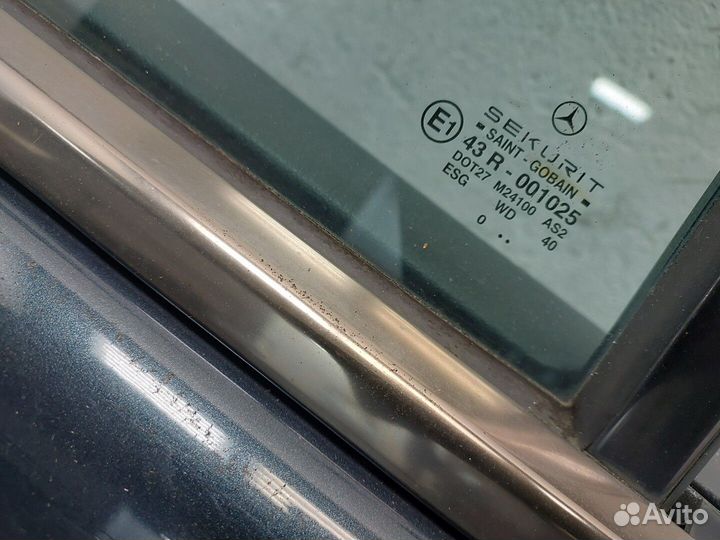 SEKURIT
SAINT-GOBAIN
E1
43 R - 001025
DOT27 M24100 AS2
ESG WD 40
0 ..
Avito